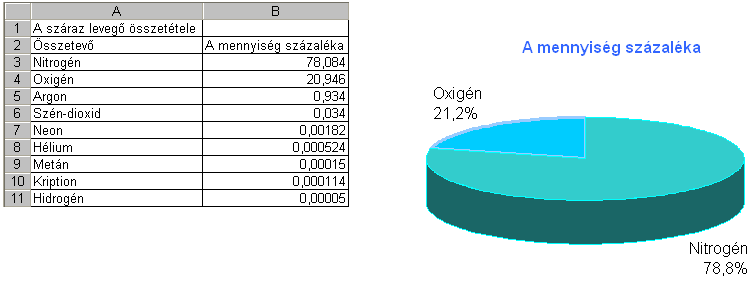 A B
1 A száraz levegő összetétele
2 Összetevő A mennyiség százaléka
3 Nitrogén 78,084
4 Oxigén 20,946
5 Argon 0,934
6 Szén-dioxid 0,034
7 Neon 0,00182
8 Hélium 0,000524
9 Metán 0,00015
10 Kription 0,000114
11 Hidrogén 0,00005
A mennyiség százaléka
Oxigén
21,2%
Nitrogén
78,8%